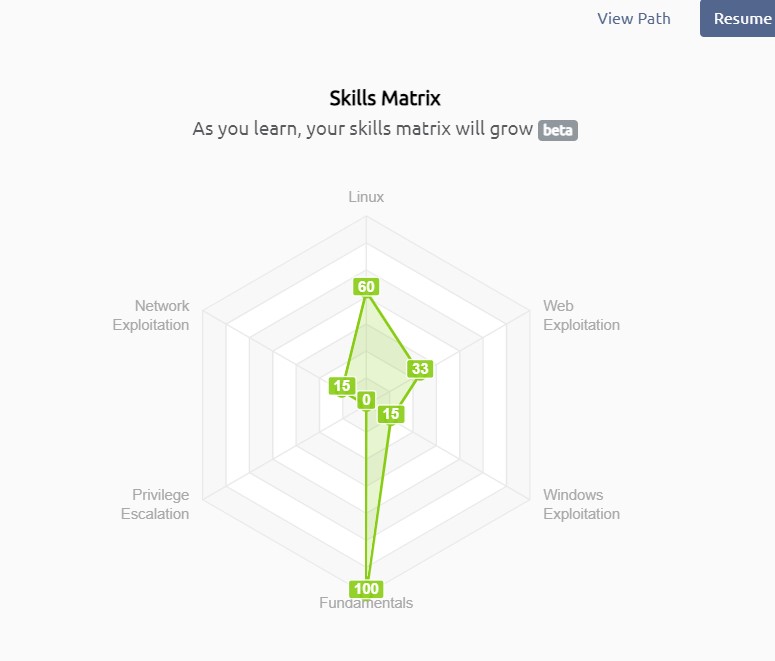 View Path
Resume
Skills Matrix
As you learn, your skills matrix will grow beta
Linux
60
Network
Exploitation
Web
Exploitation
33
15
0
15
Privilege
Escalation
Windows
Exploitation
100
Fundamentals